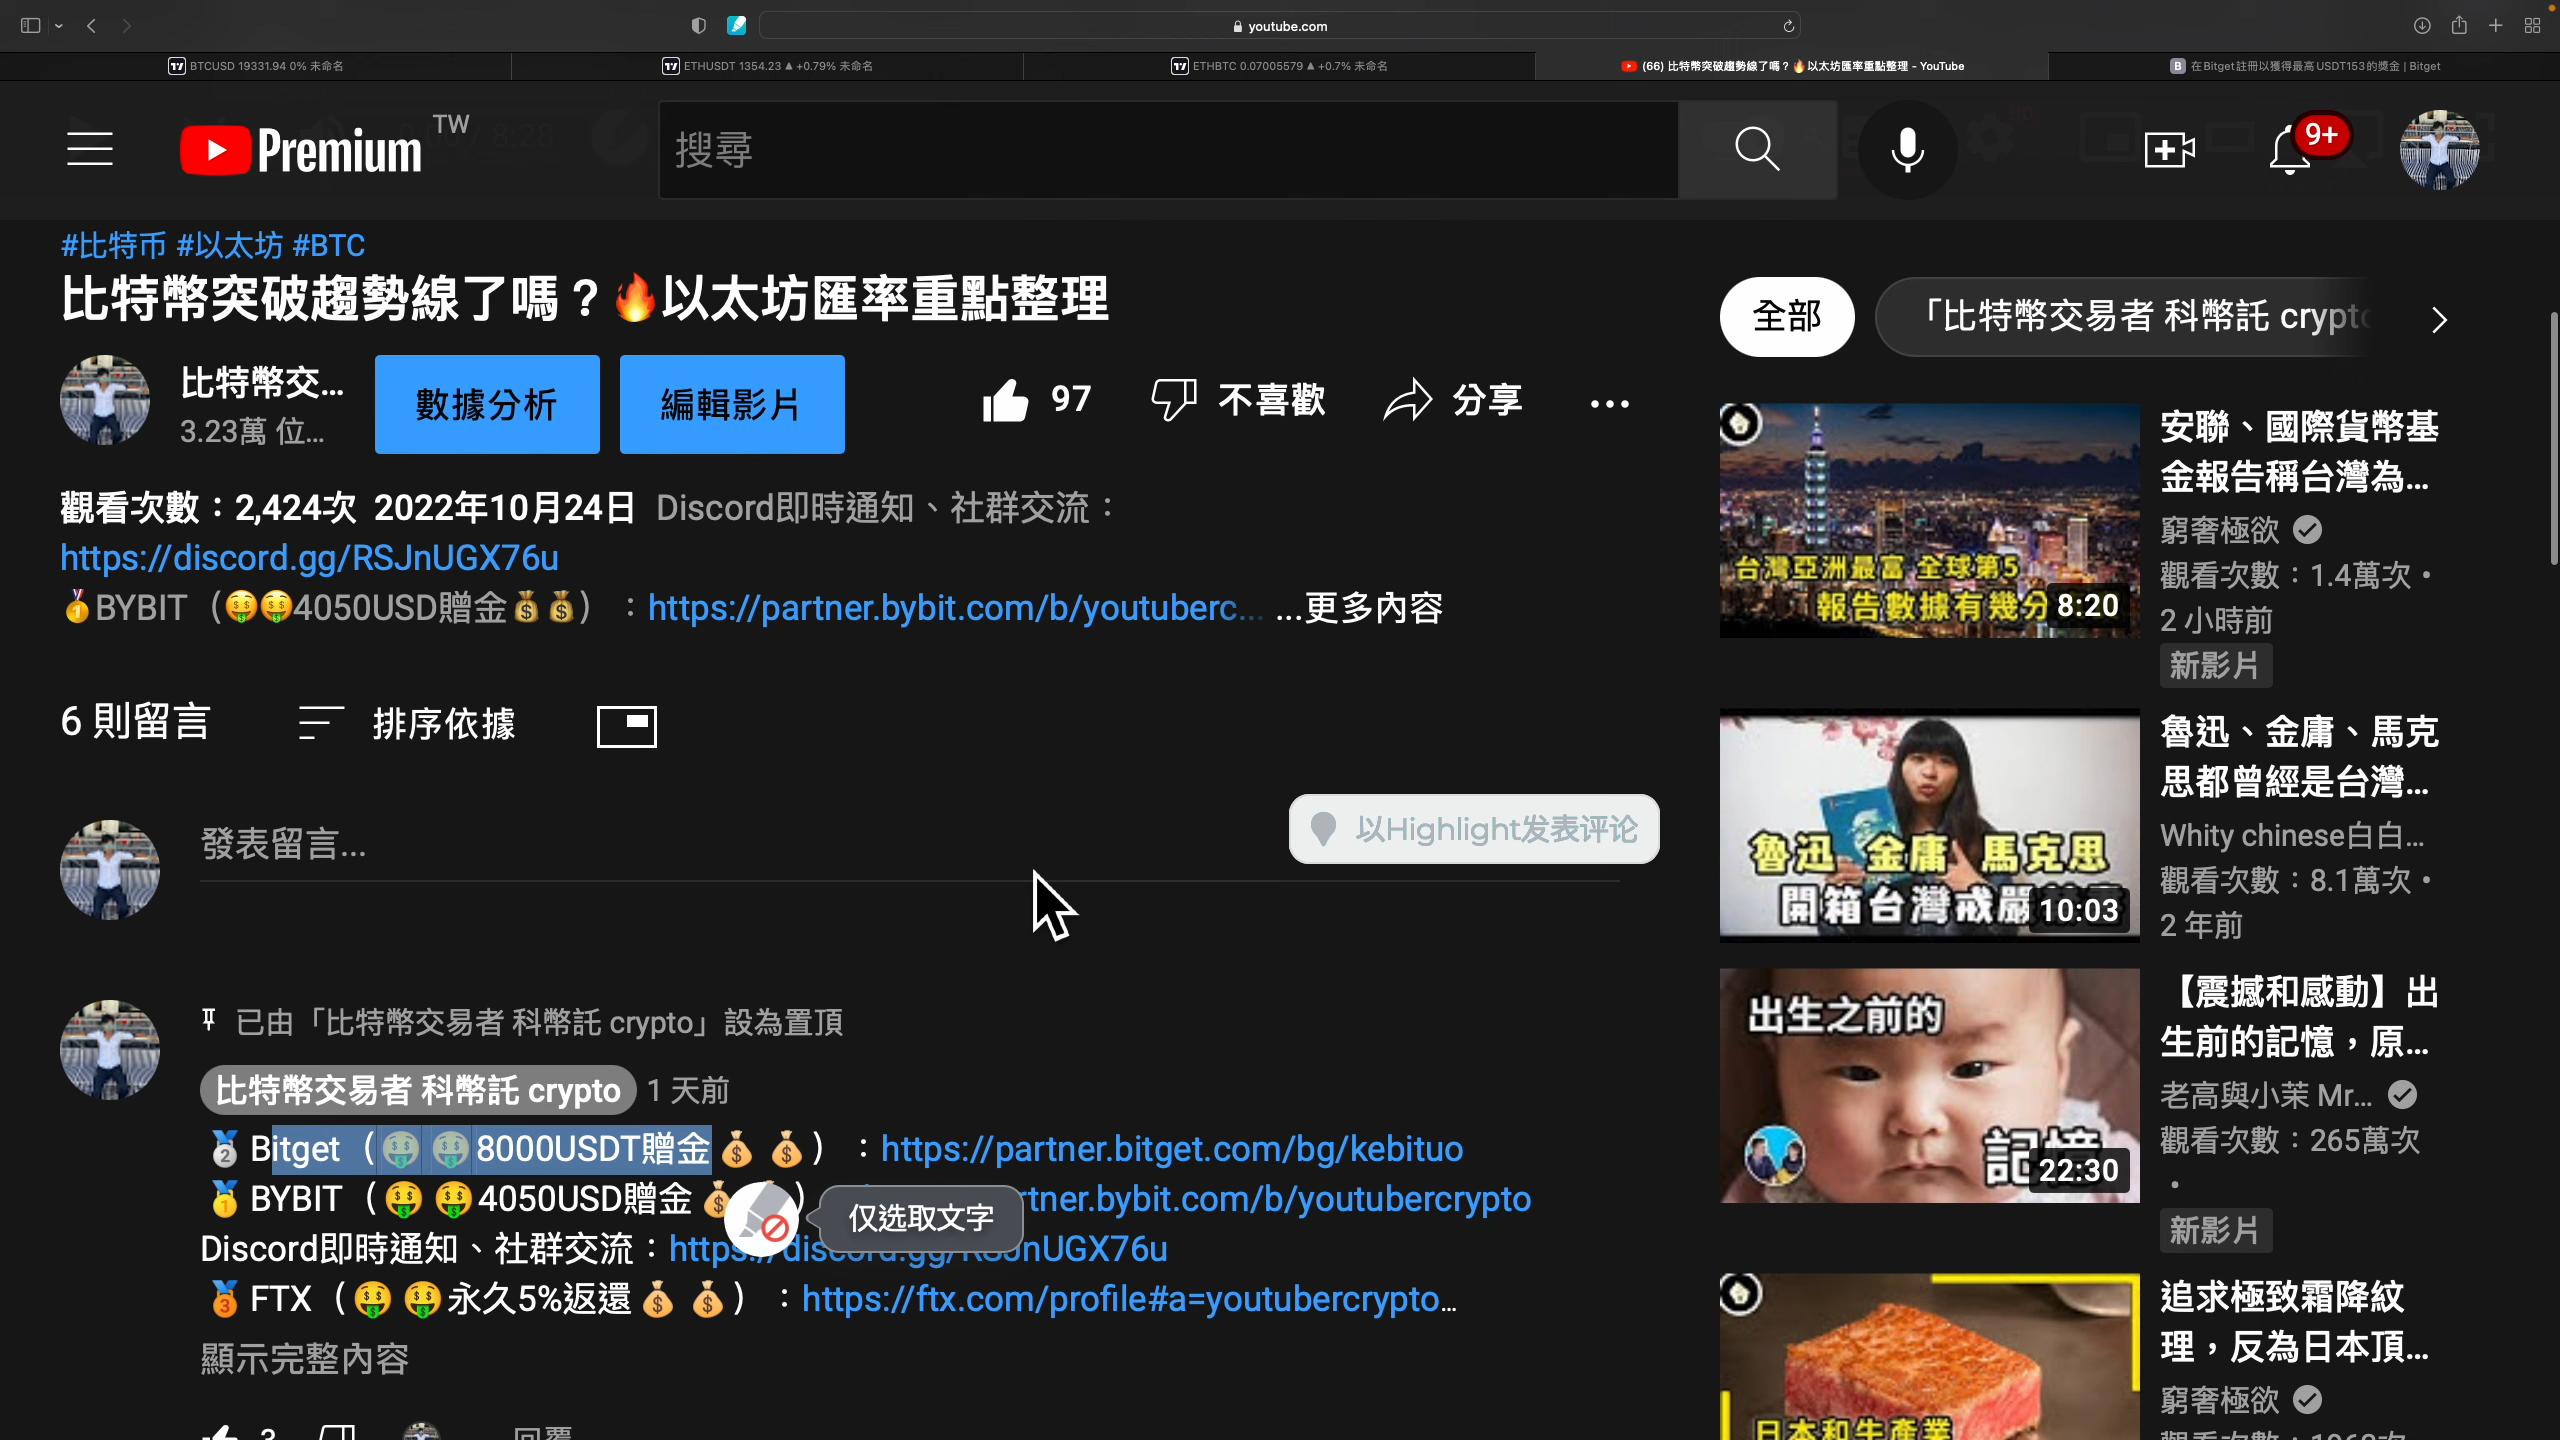 youtube.com
BTCUSD 19331.94 0% 未命名
ETHUSDT 1354.23 ▲ +0.79% 未命名
ETHBTC 0.07005579 ▲ +0.7% 未命名
(66) 比特幣突破趨勢線了嗎？🔥以太坊匯率重點整理 - YouTube
在Bitget註冊以獲得最高USDT153的獎金 | Bitget
Premium TW
搜尋
9+
#比特币 #以太坊 #BTC
比特幣突破趨勢線了嗎？🔥以太坊匯率重點整理
比特幣交...
3.23萬 位...
數據分析
編輯影片
97
不喜歡
分享
觀看次數：2,424次 2022年10月24日 Discord即時通知、社群交流：
https://discord.gg/RSJnUGX76u
🥇BYBIT（🤑🤑4050USD贈金💰💰）：https://partner.bybit.com/b/youtuberc... ...更多內容
6 則留言
排序依據
發表留言...
以Highlight发表评论
已由「比特幣交易者 科幣託 crypto」設為置頂
比特幣交易者 科幣託 crypto 1 天前
🥈Bitget（🤑🤑8000USDT贈金💰💰）：https://partner.bitget.com/bg/kebituo
🥇BYBIT（🤑🤑4050USD贈金💰）rtner.bybit.com/b/youtubercrypto
仅选取文字
Discord即時通知、社群交流：https://discord.gg/RSJnUGX76u
🥉FTX（🤑🤑永久5%返還💰💰）：https://ftx.com/profile#a=youtubercrypto...
顯示完整內容
3
回覆
全部
「比特幣交易者 科幣託 crypto
台灣亞洲最富 全球第5
報告數據有幾分
8:20
安聯、國際貨幣基
金報告稱台灣為...
窮奢極欲
觀看次數：1.4萬次・
2 小時前
新影片
魯迅 金庸 馬克思
開箱台灣戒嚴
10:03
魯迅、金庸、馬克
思都曾經是台灣...
Whity chinese白白...
觀看次數：8.1萬次・
2 年前
出生之前的
記憶
22:30
【震撼和感動】出
生前的記憶，原...
老高與小茉 Mr...
觀看次數：265萬次
・
新影片
日本和牛產業
追求極致霜降紋
理，反為日本頂...
窮奢極欲